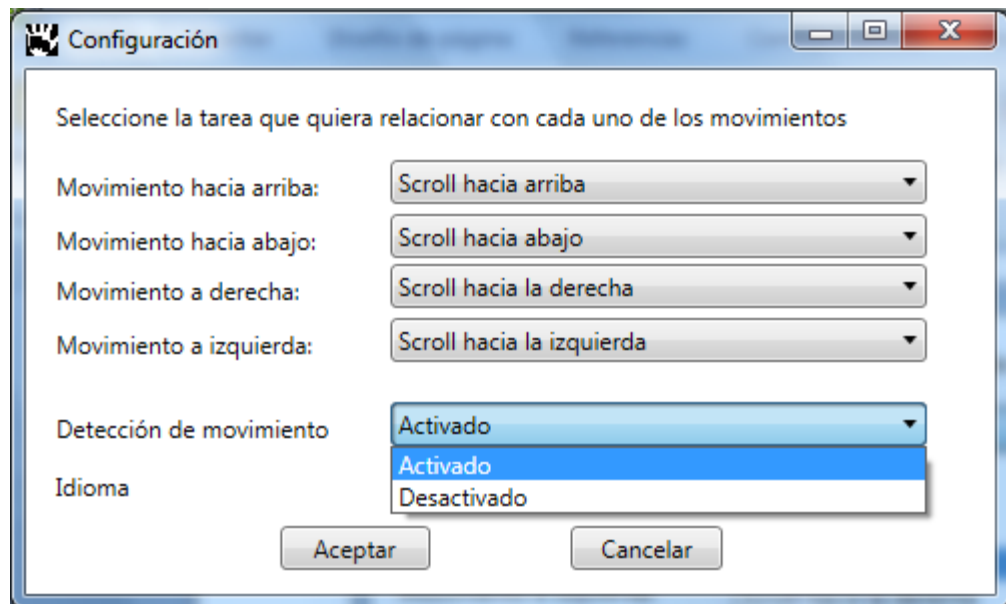 Configuración
Seleccione la tarea que quiera relacionar con cada uno de los movimientos
Movimiento hacia arriba: Scroll hacia arriba
Movimiento hacia abajo: Scroll hacia abajo
Movimiento a derecha: Scroll hacia la derecha
Movimiento a izquierda: Scroll hacia la izquierda
Detección de movimiento Activado
Activado
Idioma
Desactivado
Aceptar Cancelar